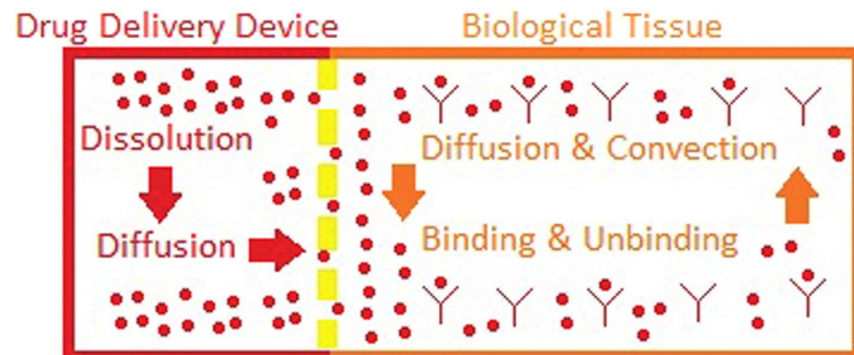 Drug Delivery Device
Biological Tissue
Dissolution
Diffusion & Convection
Diffusion
Binding & Unbinding